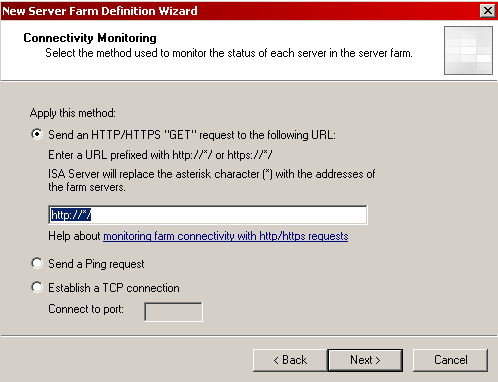 New Server Farm Definition Wizard
Connectivity Monitoring
Select the method used to monitor the status of each server in the server farm.
Apply this method:
Send an HTTP/HTTPS "GET" request to the following URL:
Enter a URL prefixed with http://*/ or https://*/
ISA Server will replace the asterisk character (*) with the addresses of
the farm servers.
http://*/
Help about monitoring farm connectivity with http/https requests
Send a Ping request
Establish a TCP connection
Connect to port:
< Back
Next >
Cancel